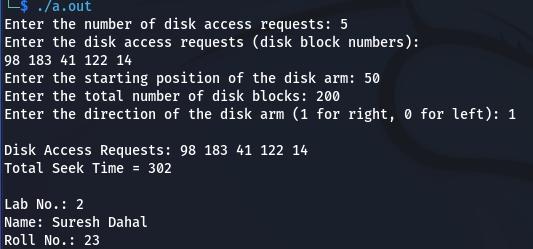 └─$ ./a.out
Enter the number of disk access requests: 5
Enter the disk access requests (disk block numbers):
98 183 41 122 14
Enter the starting position of the disk arm: 50
Enter the total number of disk blocks: 200
Enter the direction of the disk arm (1 for right, 0 for left): 1
Disk Access Requests: 98 183 41 122 14
Total Seek Time = 302
Lab No.: 2
Name: Suresh Dahal
Roll No.: 23